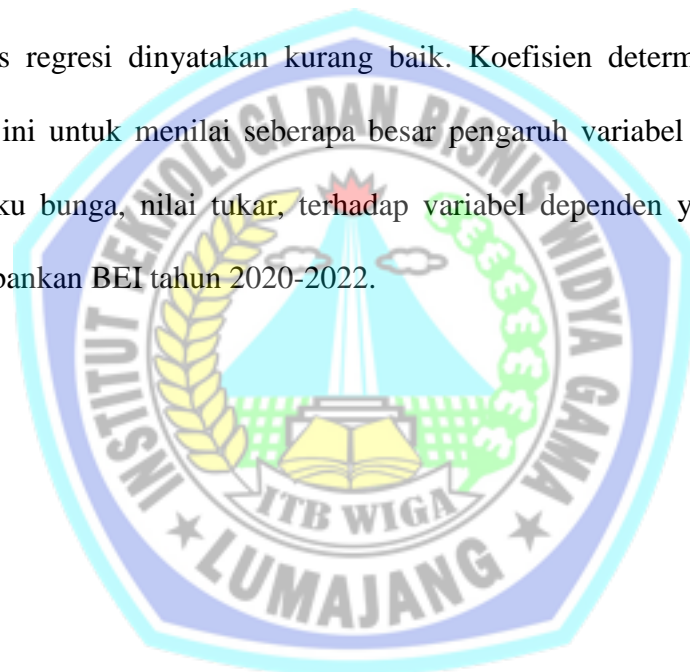 s regresi dinyatakan kurang baik. Koefisien determ
ini untuk menilai seberapa besar pengaruh variabel
ku bunga, nilai tukar, terhadap variabel dependen y
bankan BEI tahun 2020-2022.
INSTITUT TEKNOLOGI DAN BISNIS WIDYA GAMA
ITB WIGA
LUMAJANG